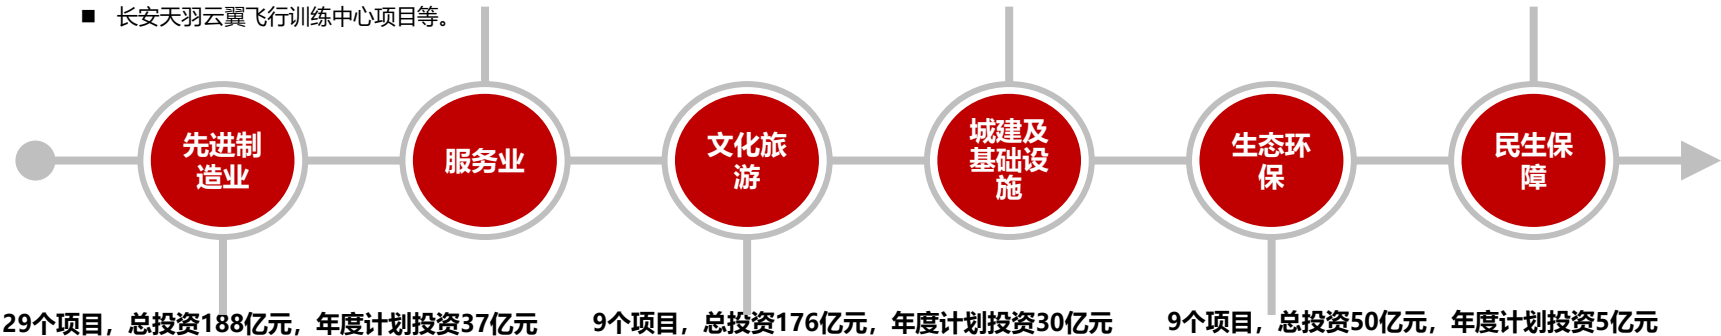 ■ 长安天羽云翼飞行训练中心项目等。
先进制
造业
服务业
文化旅
游
城建及
基础设
施
生态环
保
民生保
障
29个项目，总投资188亿元，年度计划投资37亿元
9个项目，总投资176亿元，年度计划投资30亿元
9个项目，总投资50亿元，年度计划投资5亿元